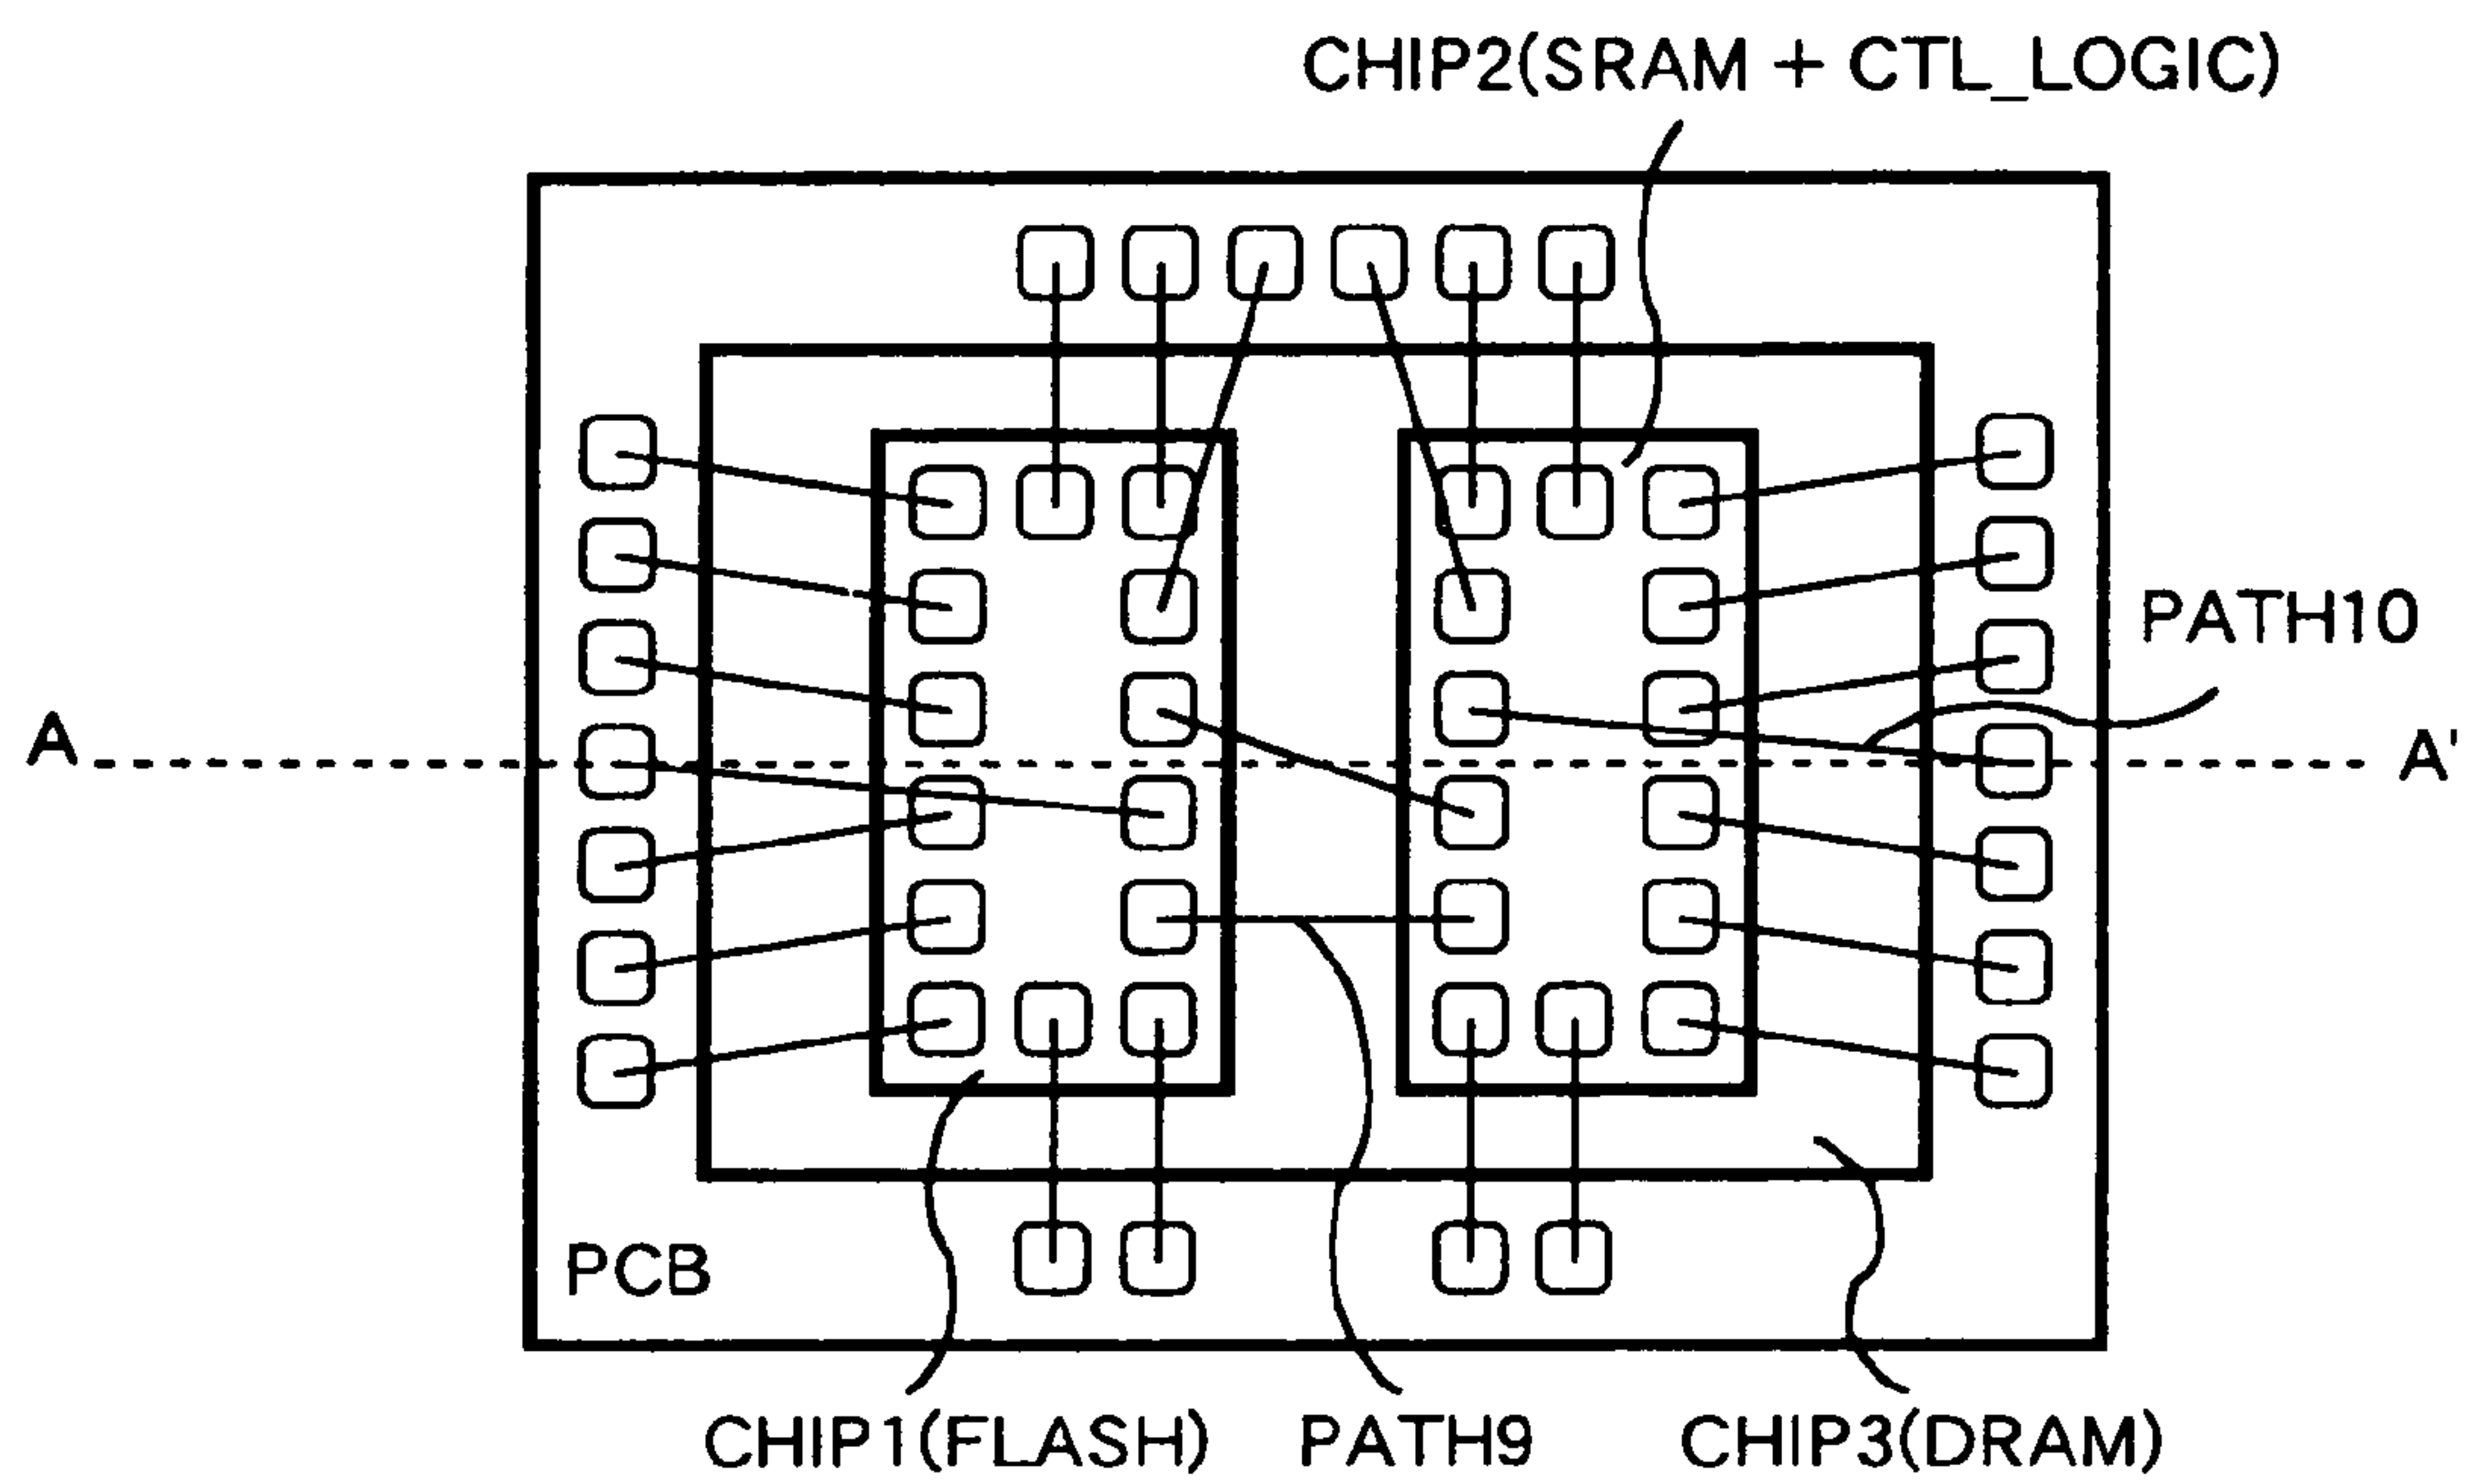 CHIP2(SRAM + CTL_LOGIC)
PATH10
A
A'
PCB
CHIP1(FLASH)
PATH9
CHIP3(DRAM)